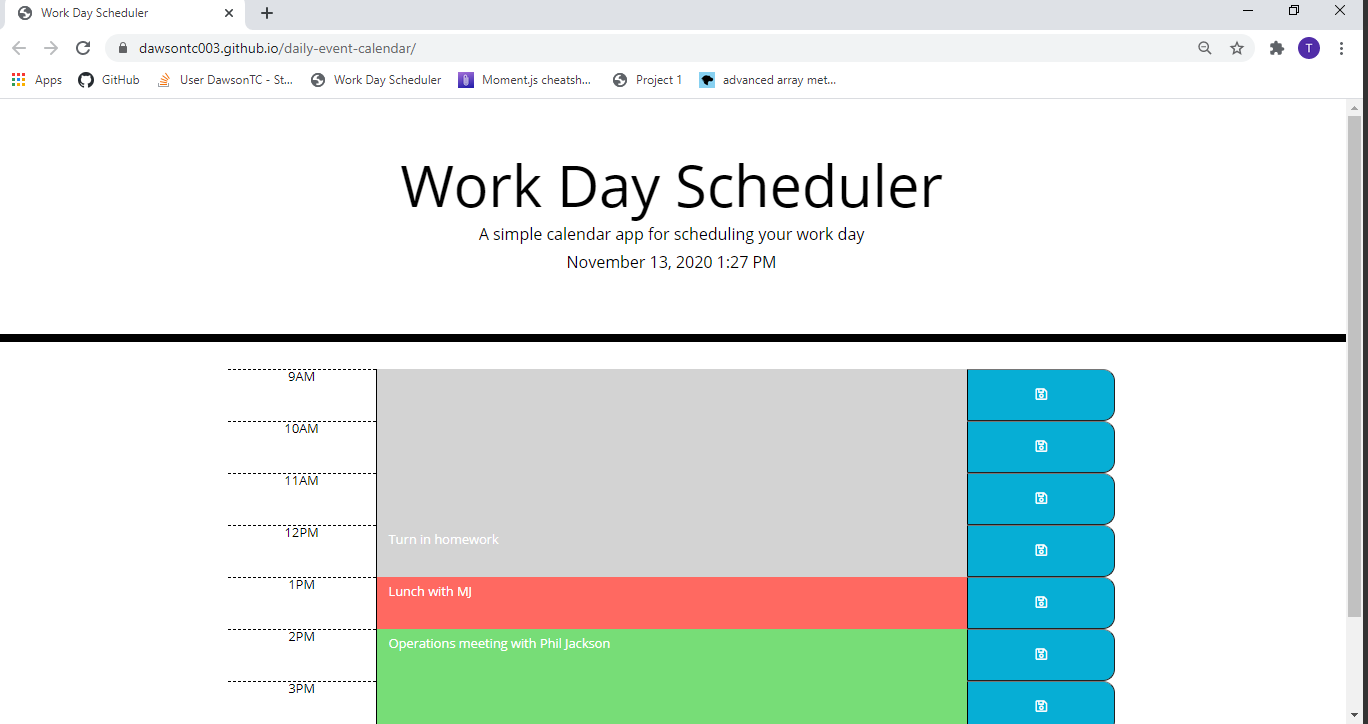 Work Day Scheduler
dawsontc003.github.io/daily-event-calendar/
T
Apps GitHub User DawsonTC - St... Work Day Scheduler Moment.js cheatsh... Project 1 advanced array met...
Work Day Scheduler
A simple calendar app for scheduling your work day
November 13, 2020 1:27 PM
9AM
10AM
11AM
12PM Turn in homework
1PM Lunch with MJ
2PM Operations meeting with Phil Jackson
3PM